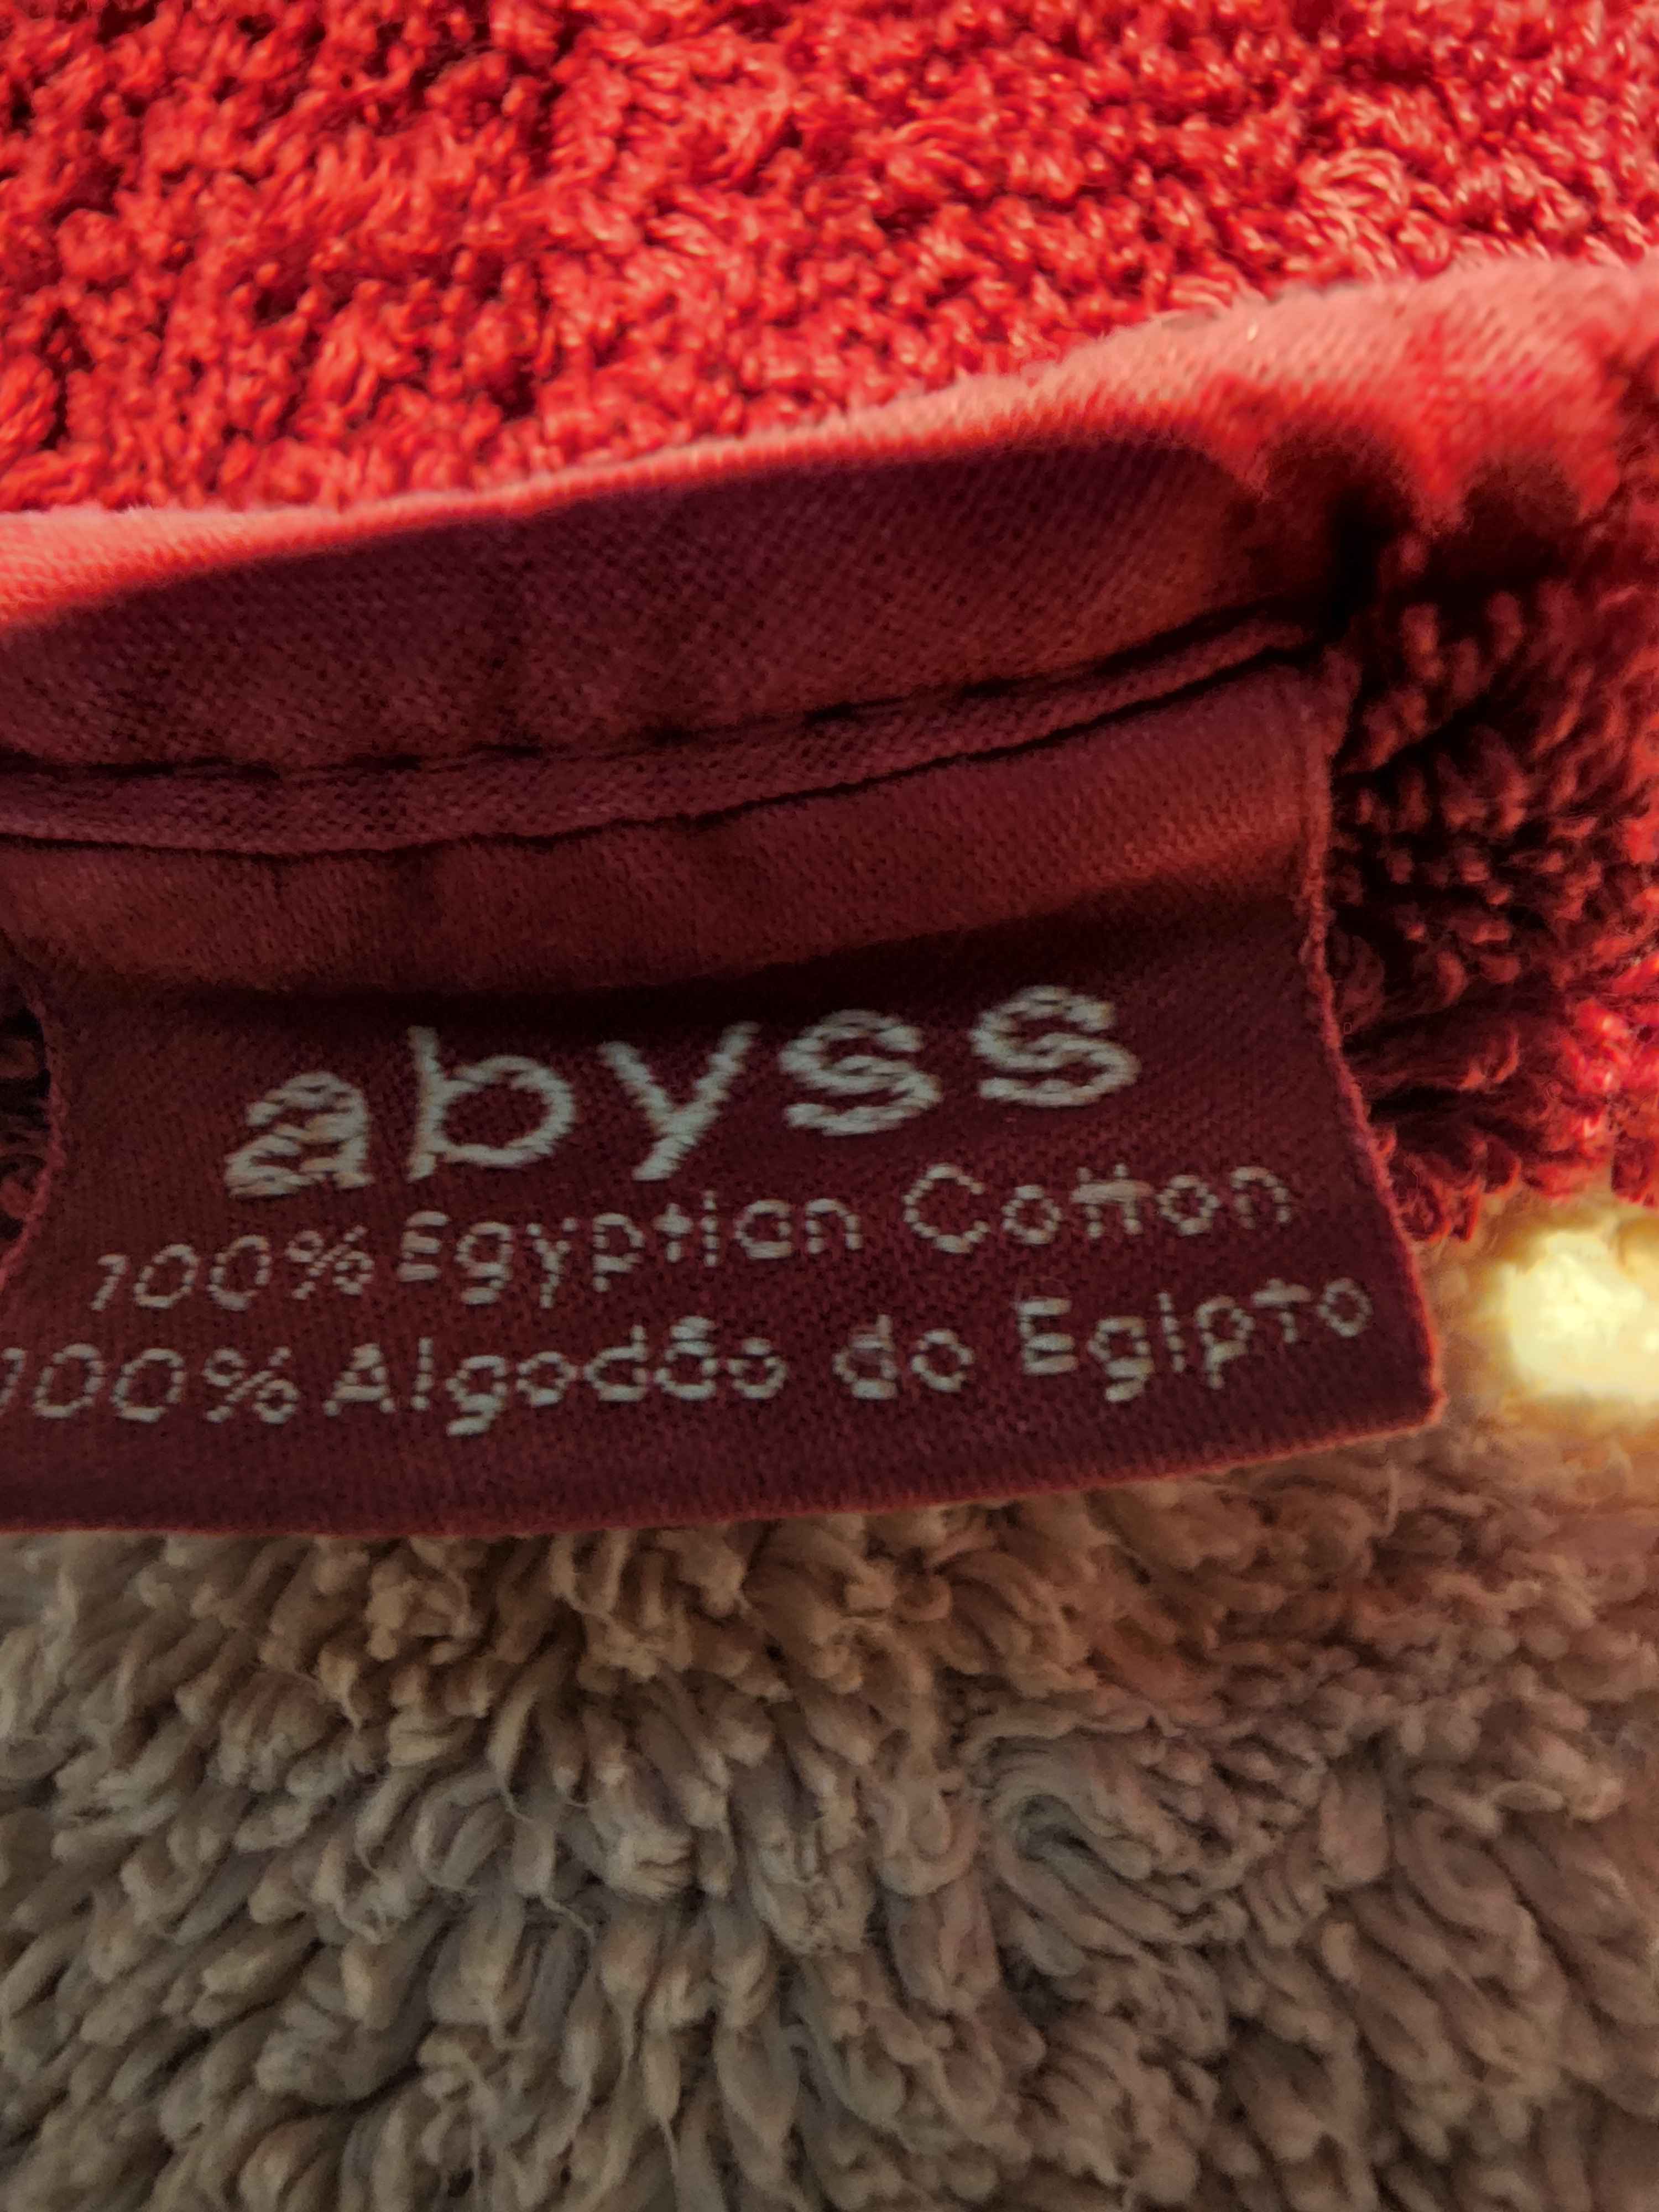 abyss
100% Egyptian Cotton
100% Algodão do Egipto